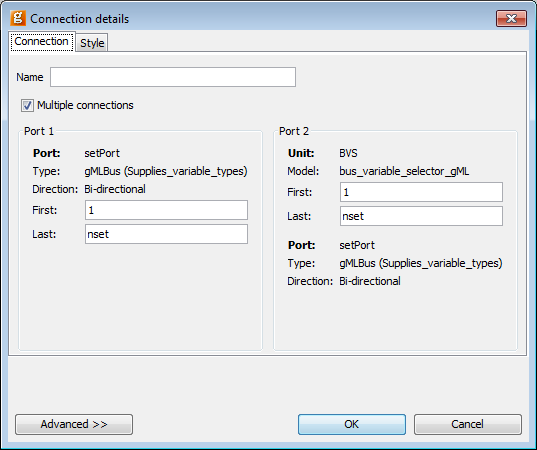 g Connection details
Connection Style
Name
Multiple connections
Port 1
Port: setPort
Type: gMLBus (Supplies_variable_types)
Direction: Bi-directional
First: 1
Last: nset
Port 2
Unit: BVS
Model: bus_variable_selector_gML
First: 1
Last: nset
Port: setPort
Type: gMLBus (Supplies_variable_types)
Direction: Bi-directional
Advanced >> OK Cancel